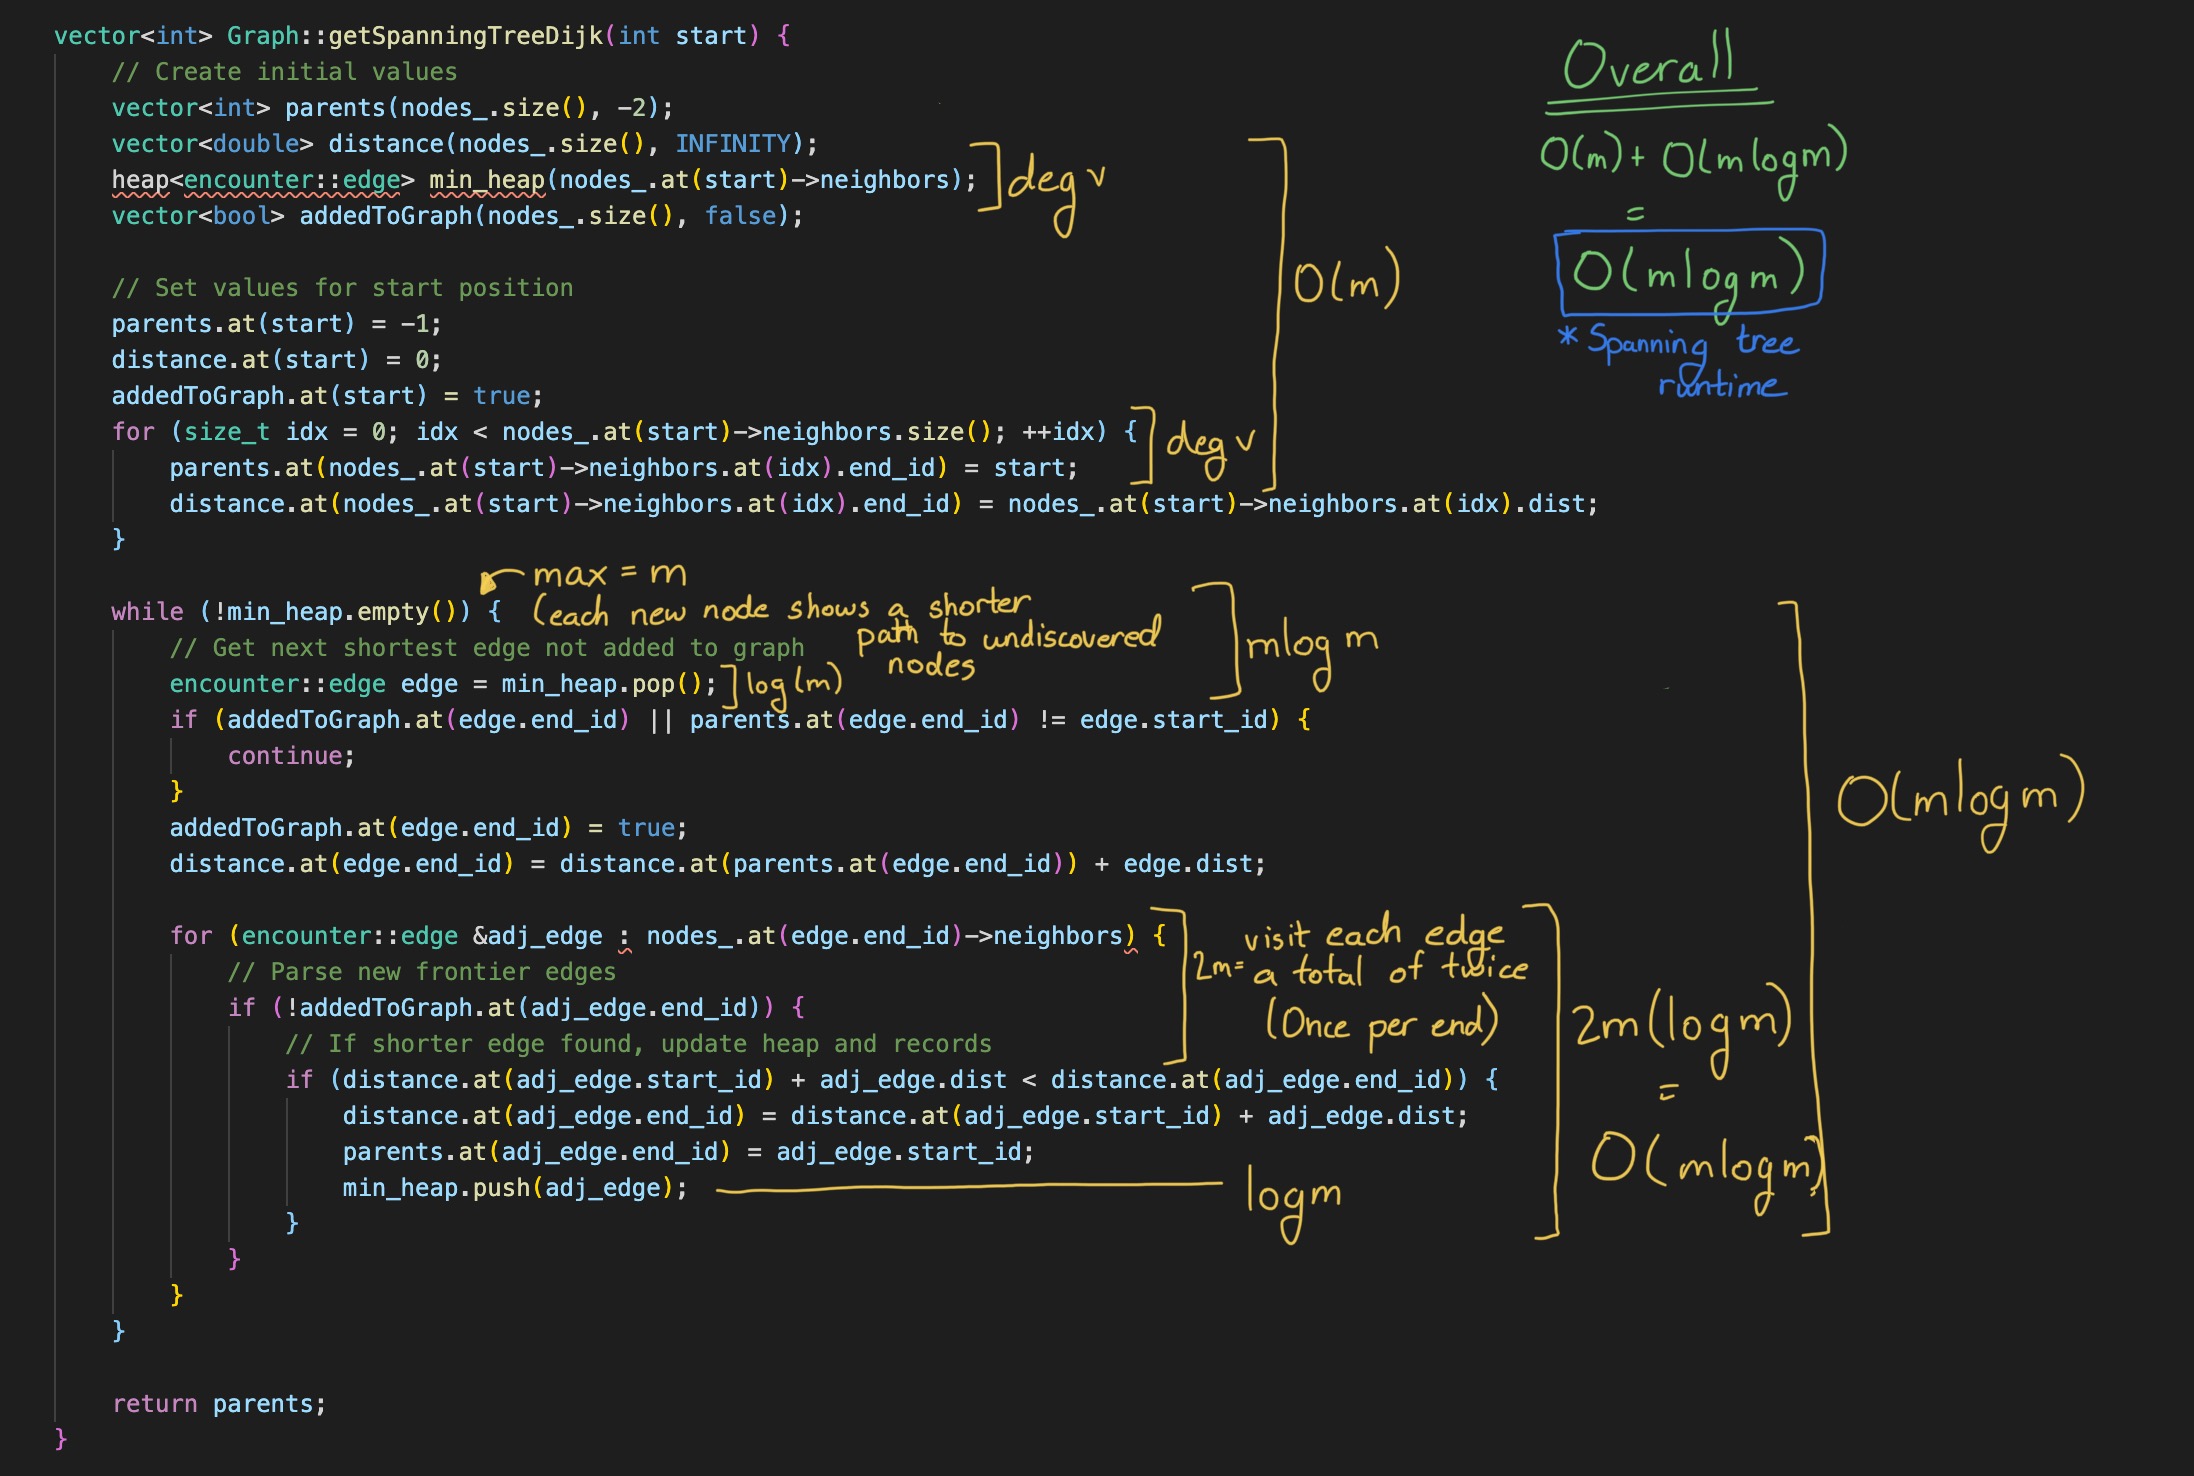 vector<int> Graph::getSpanningTreeDijk(int start) {
// Create initial values
vector<int> parents(nodes_.size(), -2);
vector<double> distance(nodes_.size(), INFINITY);
heap<encounter::edge> min_heap(nodes_.at(start)->neighbors); ] deg v
vector<bool> addedToGraph(nodes_.size(), false);
// Set values for start position
parents.at(start) = -1;
distance.at(start) = 0;
addedToGraph.at(start) = true;
for (size_t idx = 0; idx < nodes_.at(start)->neighbors.size(); ++idx) { ] deg v
parents.at(nodes_.at(start)->neighbors.at(idx).end_id) = start;
distance.at(nodes_.at(start)->neighbors.at(idx).end_id) = nodes_.at(start)->neighbors.at(idx).dist;
}
] O(m)
Overall
O(m) + O(mlogm)
=
O(mlogm)
* Spanning tree
runtime
max = m
while (!min_heap.empty()) { (each new node shows a shorter
path to undiscovered
nodes
] mlog m
// Get next shortest edge not added to graph
encounter::edge edge = min_heap.pop(); ] log(m)
if (addedToGraph.at(edge.end_id) || parents.at(edge.end_id) != edge.start_id) {
continue;
}
addedToGraph.at(edge.end_id) = true;
distance.at(edge.end_id) = distance.at(parents.at(edge.end_id)) + edge.dist;
] O(mlogm)
for (encounter::edge &adj_edge : nodes_.at(edge.end_id)->neighbors) {
] 2m= visit each edge
a total of twice
(Once per end)
// Parse new frontier edges
if (!addedToGraph.at(adj_edge.end_id)) {
// If shorter edge found, update heap and records
if (distance.at(adj_edge.start_id) + adj_edge.dist < distance.at(adj_edge.end_id)) {
distance.at(adj_edge.end_id) = distance.at(adj_edge.start_id) + adj_edge.dist;
parents.at(adj_edge.end_id) = adj_edge.start_id;
min_heap.push(adj_edge); logm
] 2m(logm)
=
O(mlogm)
}
}
}
}
return parents;
}